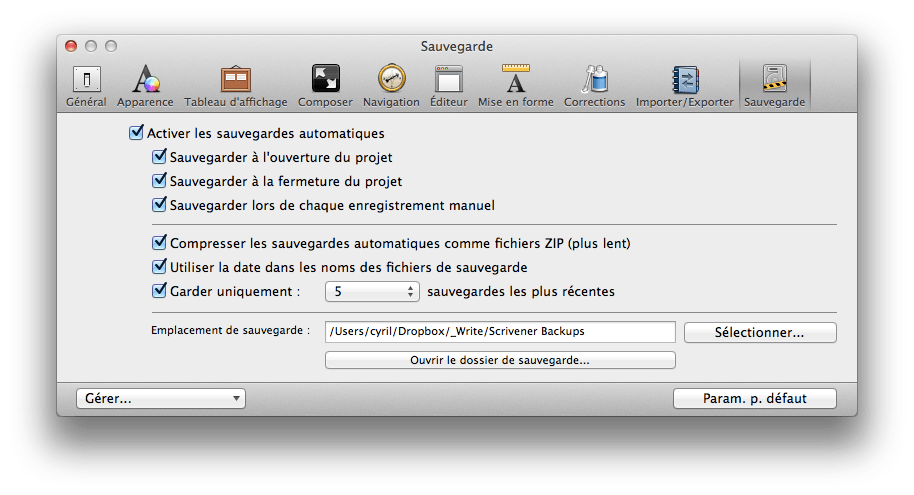 Sauvegarde
Général Apparence Tableau d'affichage Composer Navigation Éditeur Mise en forme Corrections Importer/Exporter Sauvegarde
Activer les sauvegardes automatiques
Sauvegarder à l'ouverture du projet
Sauvegarder à la fermeture du projet
Sauvegarder lors de chaque enregistrement manuel
Compresser les sauvegardes automatiques comme fichiers ZIP (plus lent)
Utiliser la date dans les noms des fichiers de sauvegarde
Garder uniquement : 5 sauvegardes les plus récentes
Emplacement de sauvegarde : /Users/cyril/Dropbox/_Write/Scrivener Backups Sélectionner...
Ouvrir le dossier de sauvegarde...
Gérer... Param. p. défaut